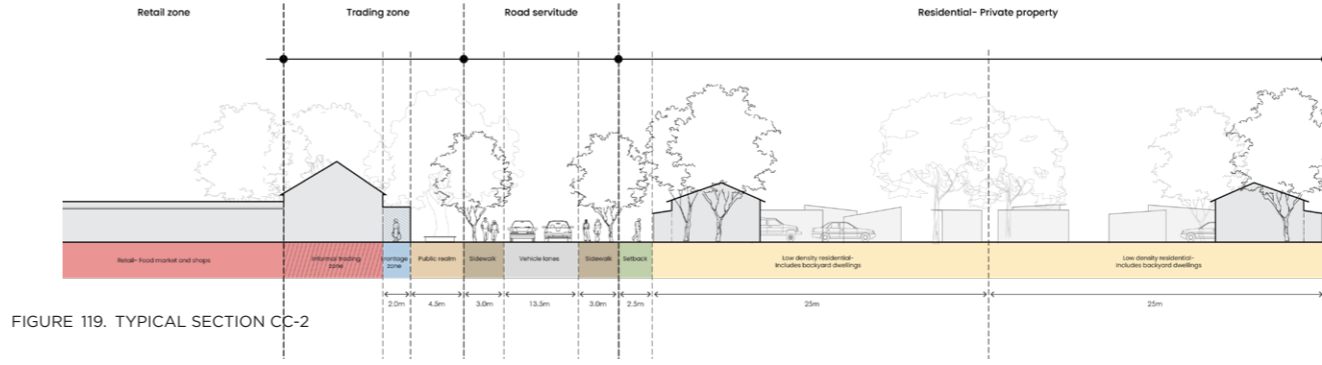 Retail zone
Trading zone
Road servitude
Residential- Private property
Retail- Food market and shops
Informal trading
zone
Frontage
zone
Public realm
Sidewalk
Vehicle lanes
Sidewalk
Setback
Low density residential-
Includes backyard dwellings
Low density residential-
Includes backyard dwellings
2.0m
4.5m
3.0m
13.5m
3.0m
2.5m
25m
25m
FIGURE 119. TYPICAL SECTION CC-2